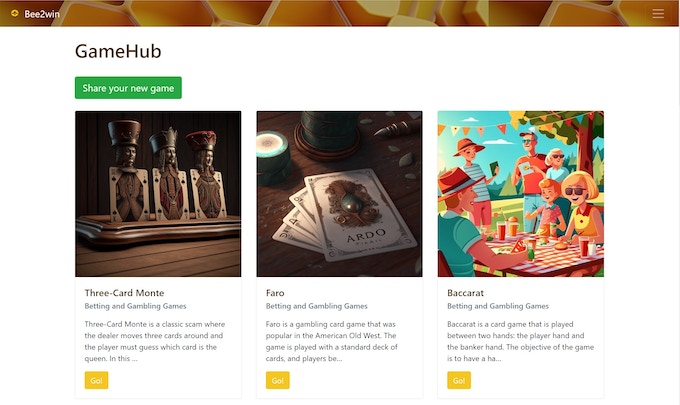 Bee2win
GameHub
Share your new game
ARDO
Three-Card Monte
Betting and Gambling Games
Three-Card Monte is a classic scam where
the dealer moves three cards around and
the player must guess which card is the
queen. In this ...
Go!
Faro
Betting and Gambling Games
Faro is a gambling card game that was
popular in the American Old West. The
game is played with a standard deck of
cards, and players be...
Go!
Baccarat
Betting and Gambling Games
Baccarat is a card game that is played
between two hands: the player hand and
the banker hand. The objective of the game
is to have a ha...
Go!